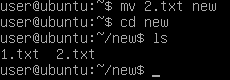 user@ubuntu:~$ mv 2.txt new
user@ubuntu:~$ cd new
user@ubuntu:~/new$ ls
1.txt  2.txt
user@ubuntu:~/new$ _